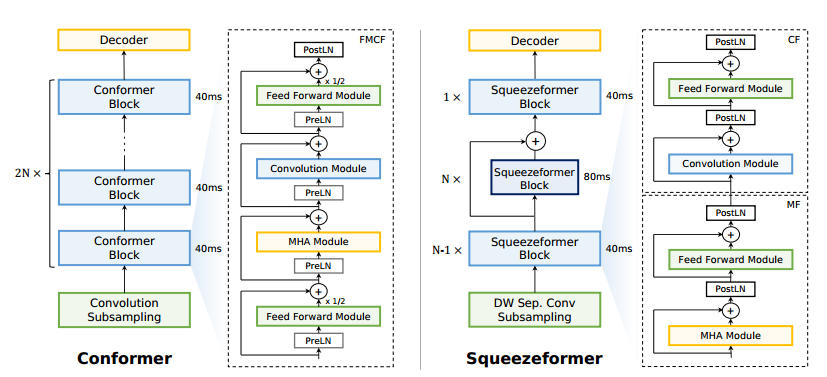 Decoder
Conformer
Block
40ms
2N ×
Conformer
Block
40ms
Conformer
Block
40ms
Convolution
Subsampling
Conformer
FMCF
PostLN
+
x 1/2
Feed Forward Module
PreLN
+
Convolution Module
PreLN
+
MHA Module
PreLN
+
x 1/2
Feed Forward Module
PreLN
Decoder
1 ×
Squeezeformer
Block
40ms
+
N ×
Squeezeformer
Block
80ms
N-1 ×
Squeezeformer
Block
40ms
DW Sep. Conv
Subsampling
Squeezeformer
CF
PostLN
+
Feed Forward Module
PostLN
+
Convolution Module
MF
PostLN
+
Feed Forward Module
PostLN
+
MHA Module